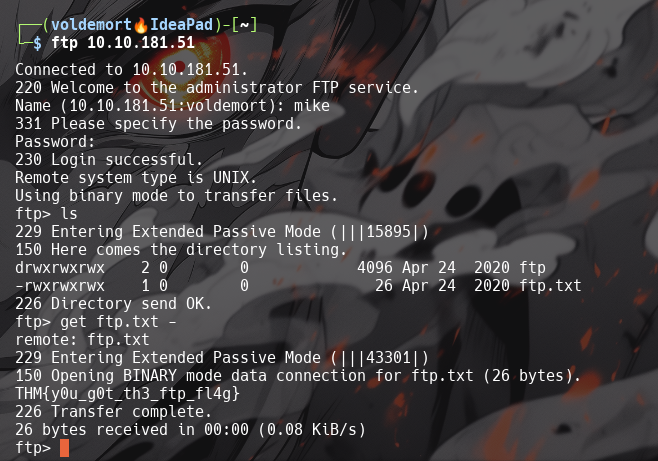 ┌──(voldemort🔥IdeaPad)-[~]
└─$ ftp 10.10.181.51
Connected to 10.10.181.51.
220 Welcome to the administrator FTP service.
Name (10.10.181.51:voldemort): mike
331 Please specify the password.
Password:
230 Login successful.
Remote system type is UNIX.
Using binary mode to transfer files.
ftp> ls
229 Entering Extended Passive Mode (|||15895|)
150 Here comes the directory listing.
drwxrwxrwx    2 0        0            4096 Apr 24  2020 ftp
-rwxrwxrwx    1 0        0              26 Apr 24  2020 ftp.txt
226 Directory send OK.
ftp> get ftp.txt -
remote: ftp.txt
229 Entering Extended Passive Mode (|||43301|)
150 Opening BINARY mode data connection for ftp.txt (26 bytes).
THM{y0u_g0t_th3_ftp_fl4g}
226 Transfer complete.
26 bytes received in 00:00 (0.08 KiB/s)
ftp>